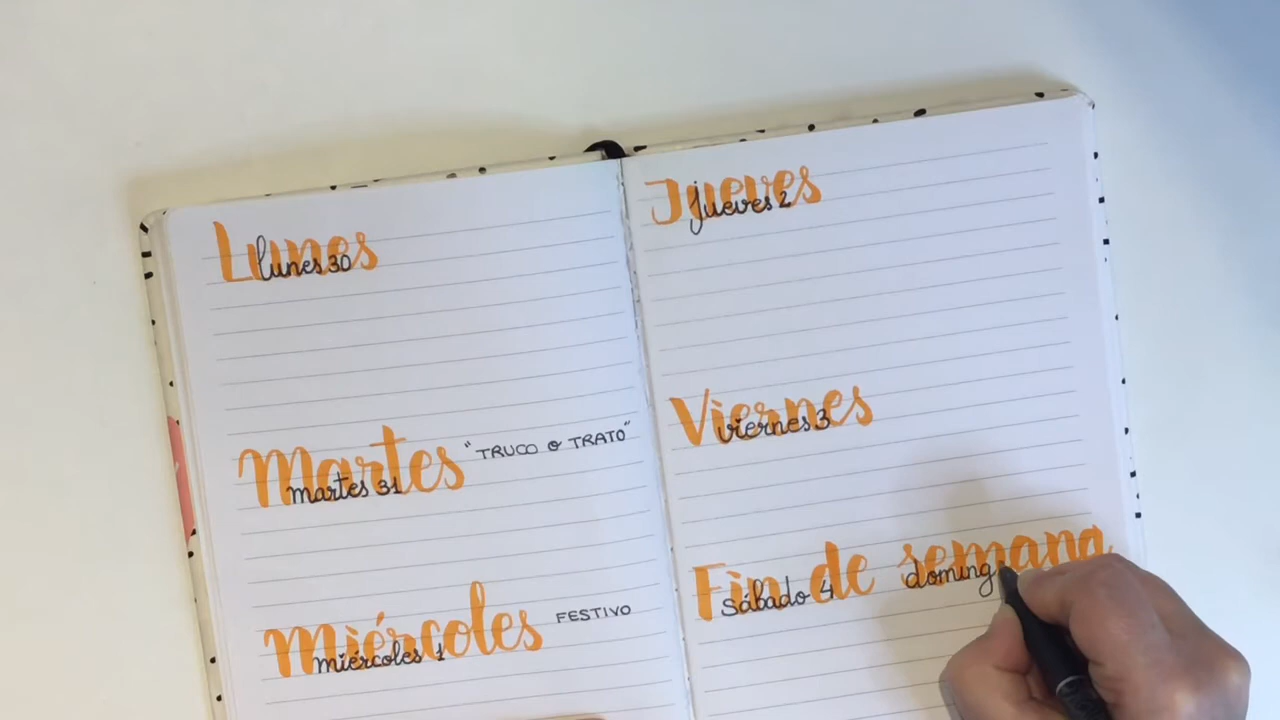 Lunes
lunes 30
Martes "TRUCO O TRATO"
martes 31
Miércoles FESTIVO
miércoles 1
Jueves
jueves 2
Viernes
viernes 3
Fin de semana
sábado 4 doming